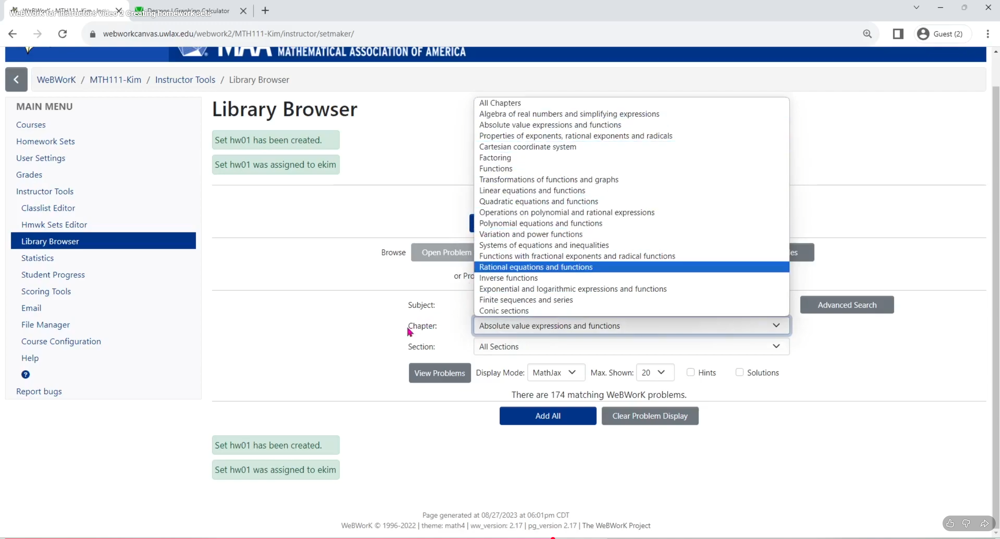 WeBWorK : MTH111-Kim : Inst
Desmos | Graphing Calculator
WeBWorK for Instructors Video 2 Creating homework sets
webworkcanvas.uwlax.edu/webwork2/MTH111-Kim/instructor/setmaker/
Guest (2)
MAA MATHEMATICAL ASSOCIATION OF AMERICA
WeBWorK / MTH111-Kim / Instructor Tools / Library Browser
MAIN MENU
Courses
Homework Sets
User Settings
Grades
Instructor Tools
Classlist Editor
Hmwk Sets Editor
Library Browser
Statistics
Student Progress
Scoring Tools
Email
File Manager
Course Configuration
Help
?
Report bugs
Library Browser
Set hw01 has been created.
Set hw01 was assigned to ekim
All Chapters
Algebra of real numbers and simplifying expressions
Absolute value expressions and functions
Properties of exponents, rational exponents and radicals
Cartesian coordinate system
Factoring
Functions
Transformations of functions and graphs
Linear equations and functions
Quadratic equations and functions
Operations on polynomial and rational expressions
Polynomial equations and functions
Variation and power functions
Systems of equations and inequalities
Functions with fractional exponents and radical functions
Rational equations and functions
Inverse functions
Exponential and logarithmic expressions and functions
Finite sequences and series
Conic sections
Browse Open Problem es
or Pro
Subject: Advanced Search
Chapter: Absolute value expressions and functions
Section: All Sections
View Problems Display Mode: MathJax Max. Shown: 20 Hints Solutions
There are 174 matching WeBWorK problems.
Add All Clear Problem Display
Set hw01 has been created.
Set hw01 was assigned to ekim
Page generated at 08/27/2023 at 06:01pm CDT
WeBWorK © 1996-2022 | theme: math4 | ww_version: 2.17 | pg_version 2.17 | The WeBWorK Project